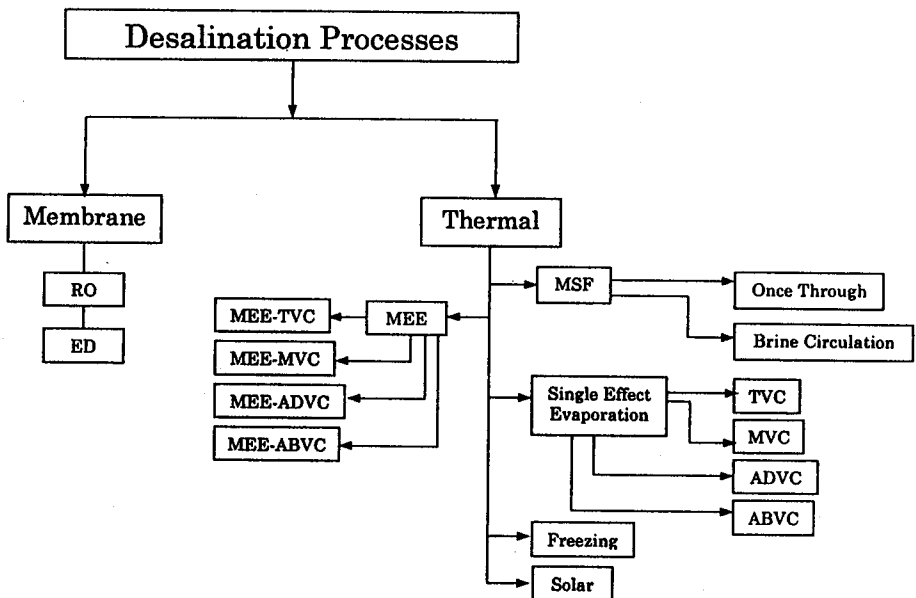 Desalination Processes
Membrane
RO
ED
Thermal
MEE
MEE-TVC
MEE-MVC
MEE-ADVC
MEE-ABVC
MSF
Once Through
Brine Circulation
Single Effect
Evaporation
TVC
MVC
ADVC
ABVC
Freezing
Solar